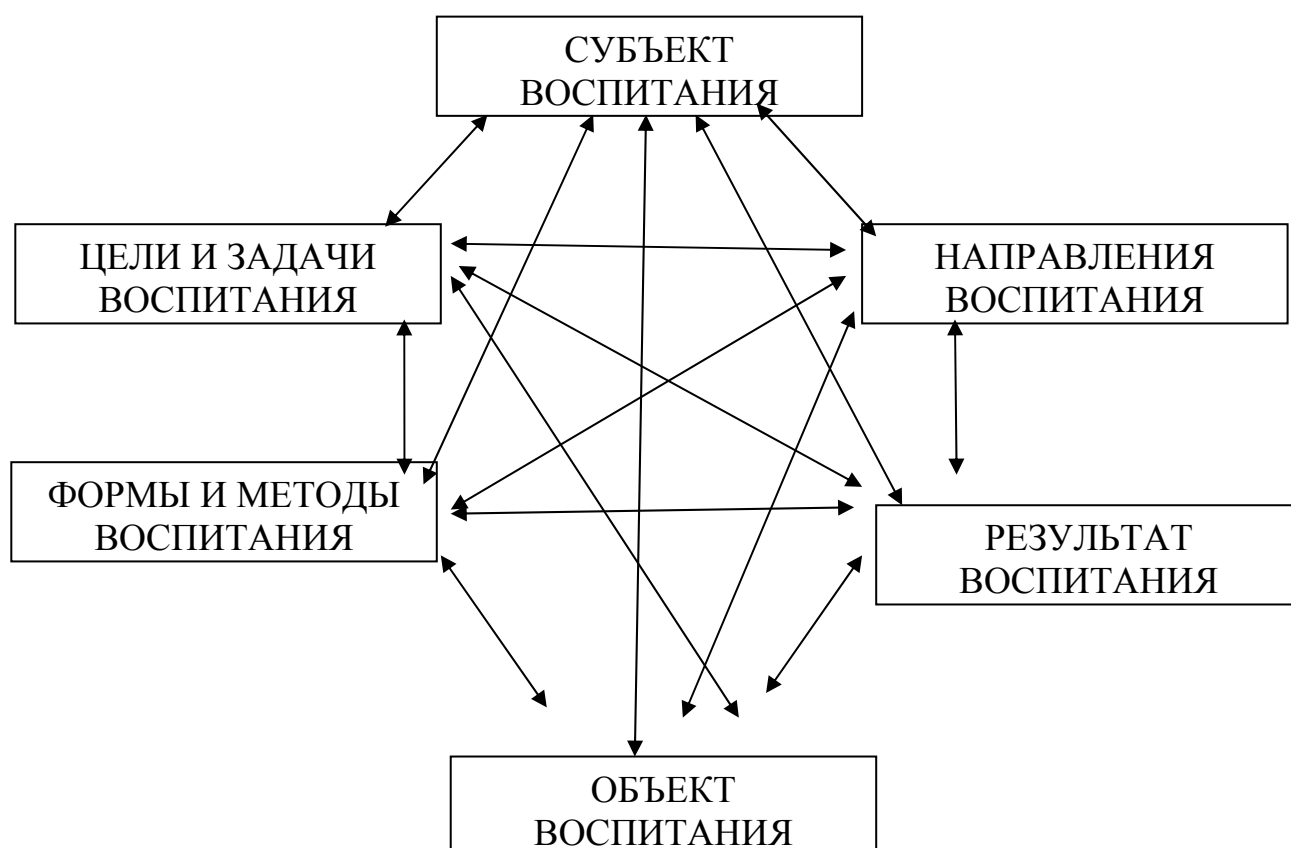 СУБЪЕКТ
ВОСПИТАНИЯ
ЦЕЛИ И ЗАДАЧИ
ВОСПИТАНИЯ
НАПРАВЛЕНИЯ
ВОСПИТАНИЯ
ФОРМЫ И МЕТОДЫ
ВОСПИТАНИЯ
РЕЗУЛЬТАТ
ВОСПИТАНИЯ
ОБЪЕКТ
ВОСПИТАНИЯ